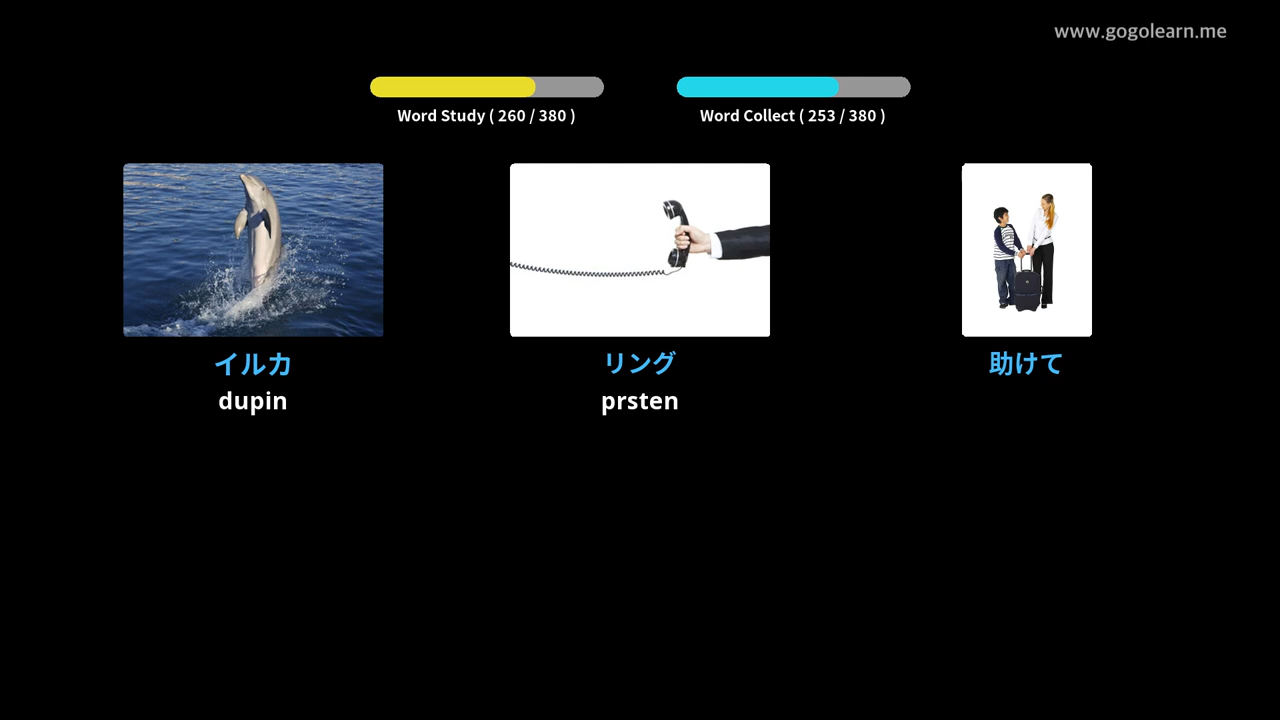 www.gogolearn.me
Word Study ( 260 / 380 )
Word Collect ( 253 / 380 )
イルカ
dupin
リング
prsten
助けて